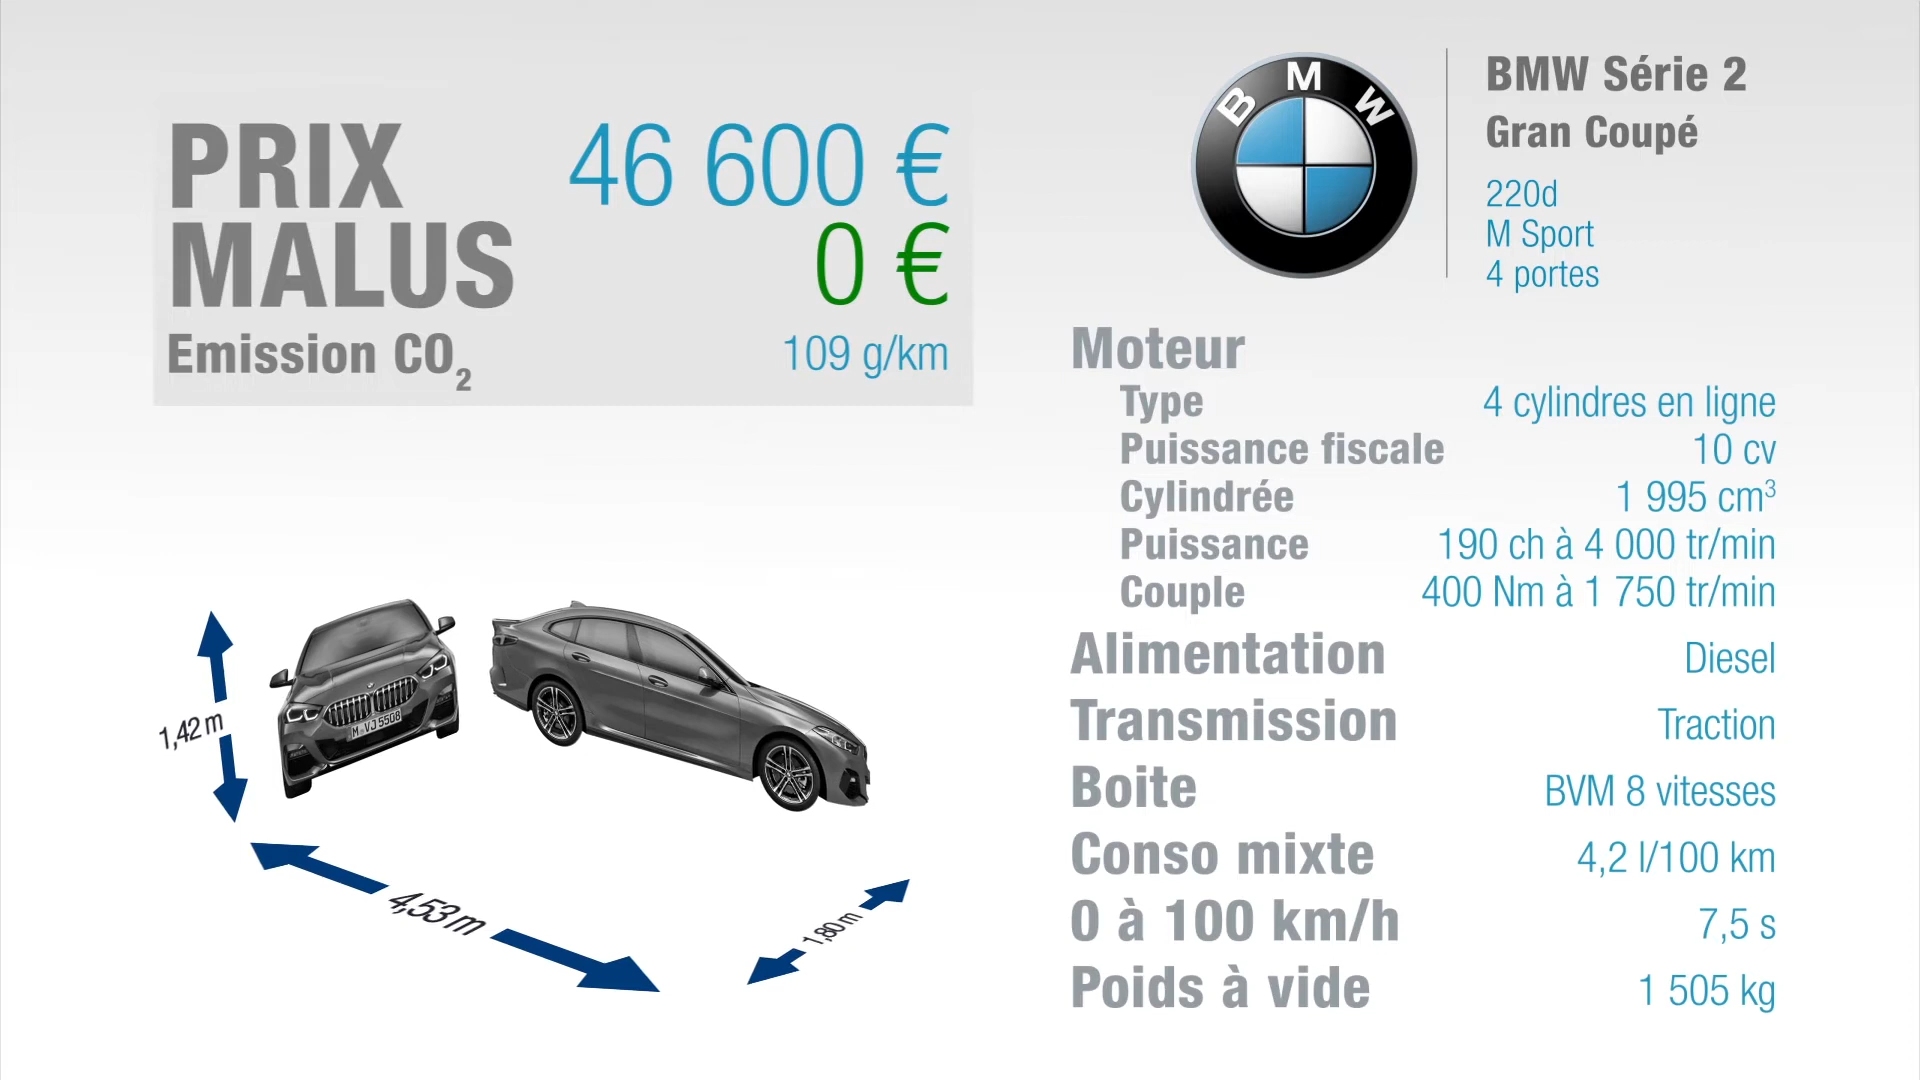 PRIX 46 600 €
MALUS 0 €
Emission CO₂ 109 g/km
BMW
BMW Série 2
Gran Coupé
220d
M Sport
4 portes
Moteur
Type 4 cylindres en ligne
Puissance fiscale 10 cv
Cylindrée 1 995 cm³
Puissance 190 ch à 4 000 tr/min
Couple 400 Nm à 1 750 tr/min
Alimentation Diesel
Transmission Traction
Boite BVM 8 vitesses
Conso mixte 4,2 l/100 km
0 à 100 km/h 7,5 s
Poids à vide 1 505 kg
1,42 m
M VJ 5508
4,53 m
1,80 m